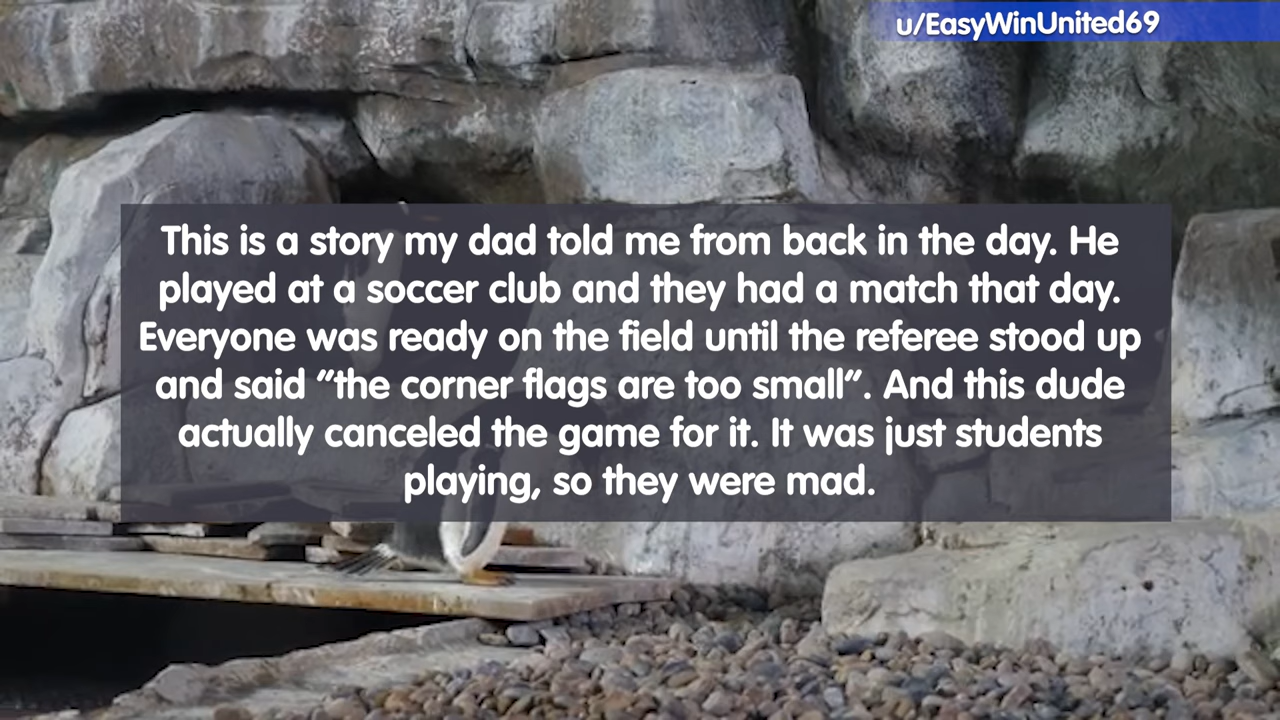 u/EasyWinUnited69
This is a story my dad told me from back in the day. He
played at a soccer club and they had a match that day.
Everyone was ready on the field until the referee stood up
and said "the corner flags are too small". And this dude
actually canceled the game for it. It was just students
playing, so they were mad.